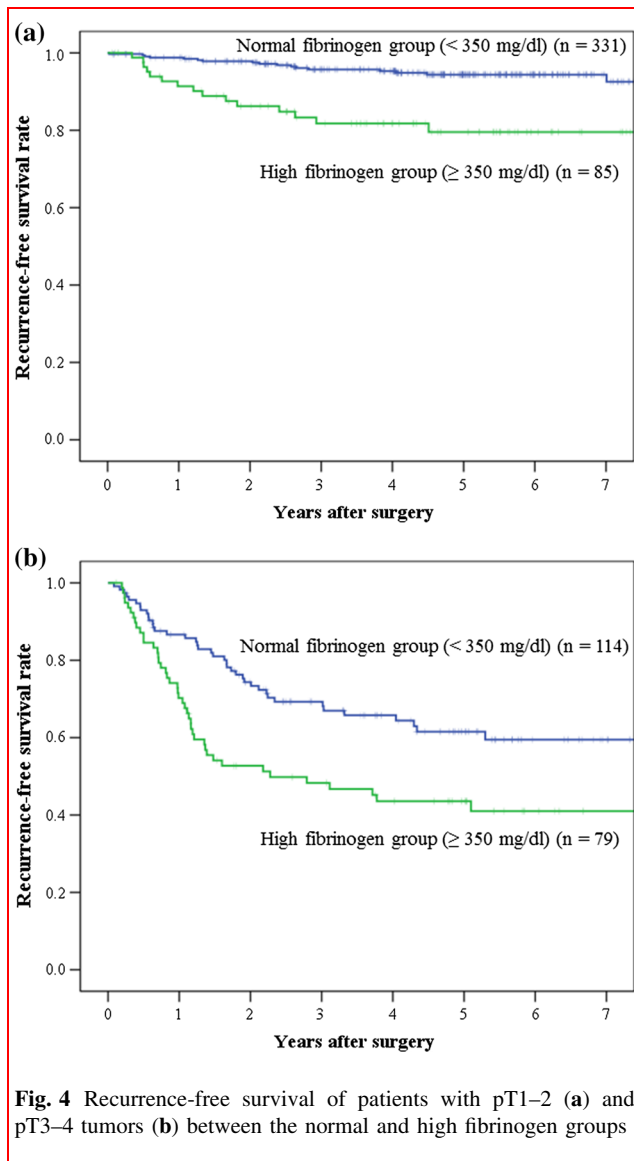 (a)
1.0
0.8
0.6
0.4
0.2
0.0
Recurrence-free survival rate
Normal fibrinogen group (< 350 mg/dl) (n = 331)
High fibrinogen group (≥ 350 mg/dl) (n = 85)
0 1 2 3 4 5 6 7
Years after surgery
(b)
1.0
0.8
0.6
0.4
0.2
0.0
Recurrence-free survival rate
Normal fibrinogen group (< 350 mg/dl) (n = 114)
High fibrinogen group (≥ 350 mg/dl) (n = 79)
0 1 2 3 4 5 6 7
Years after surgery
Fig. 4 Recurrence-free survival of patients with pT1–2 (a) and
pT3–4 tumors (b) between the normal and high fibrinogen groups